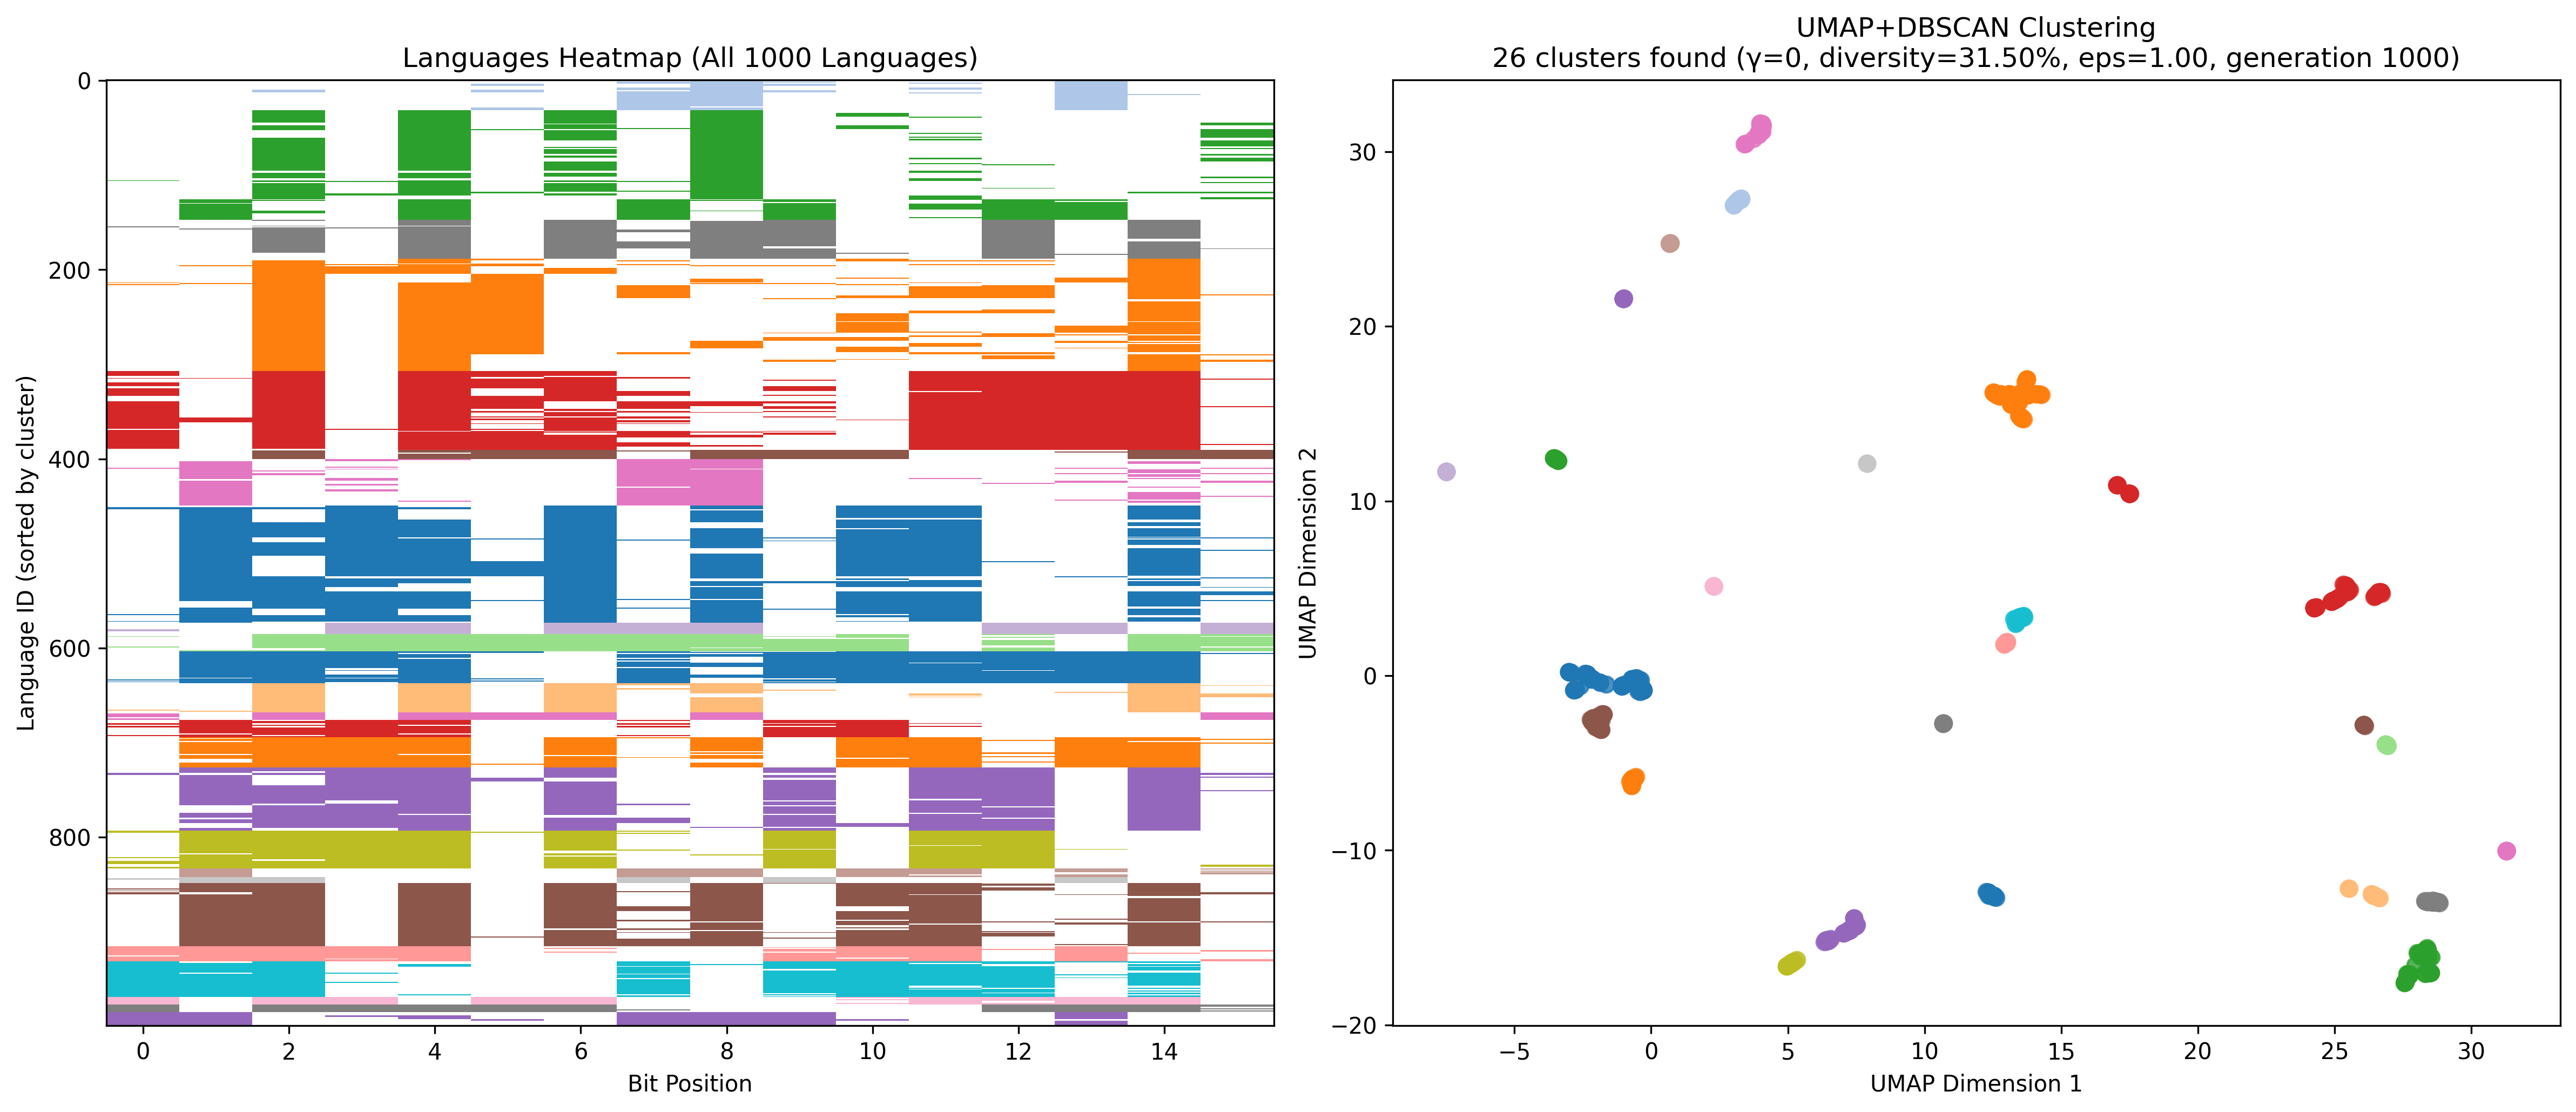 Languages Heatmap (All 1000 Languages)
0
200
400
600
800
Language ID (sorted by cluster)
0 2 4 6 8 10 12 14
Bit Position
UMAP+DBSCAN Clustering
26 clusters found (γ=0, diversity=31.50%, eps=1.00, generation 1000)
30
20
10
0
−10
−20
UMAP Dimension 2
−5 0 5 10 15 20 25 30
UMAP Dimension 1